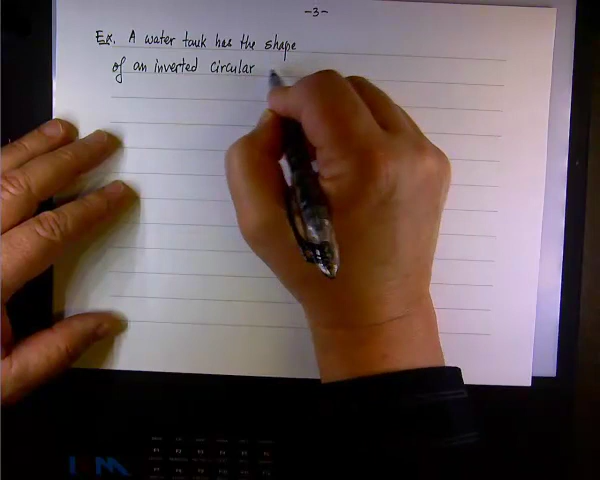 -3-
Ex. A water tank has the shape
of an inverted circular